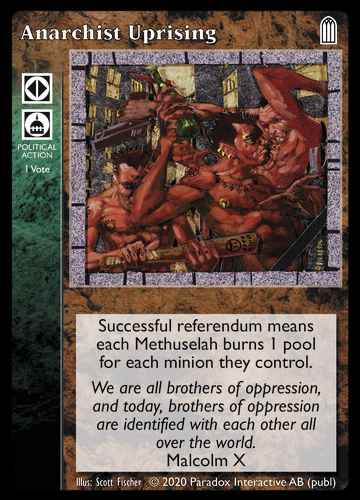 Anarchist Uprising
POLITICAL
ACTION
1 Vote
Successful referendum means
each Methuselah burns 1 pool
for each minion they control.
We are all brothers of oppression,
and today, brothers of oppression
are identified with each other all
over the world.
Malcolm X
Illus: Scott Fischer © 2020 Paradox Interactive AB (publ)